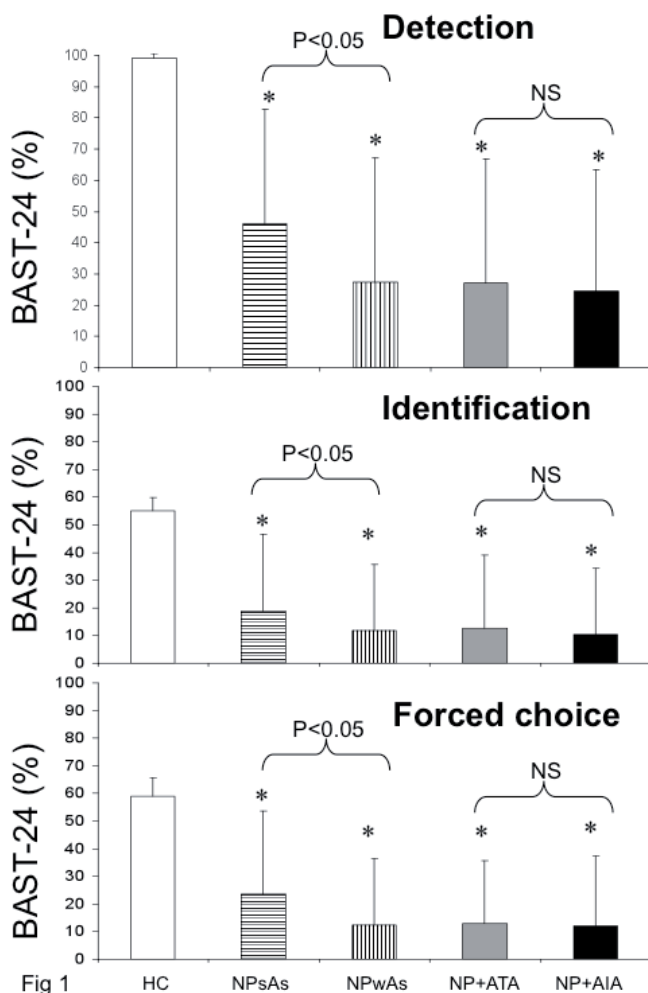 Detection
P<0.05
NS
BAST-24 (%)
100
90
80
70
60
50
40
30
20
10
0
* * * *
Identification
P<0.05
NS
BAST-24 (%)
100
90
80
70
60
50
40
30
20
10
0
* * * *
Forced choice
P<0.05
NS
BAST-24 (%)
100
90
80
70
60
50
40
30
20
10
0
* * * *
Fig 1 HC NPsAs NPwAs NP+ATA NP+AIA